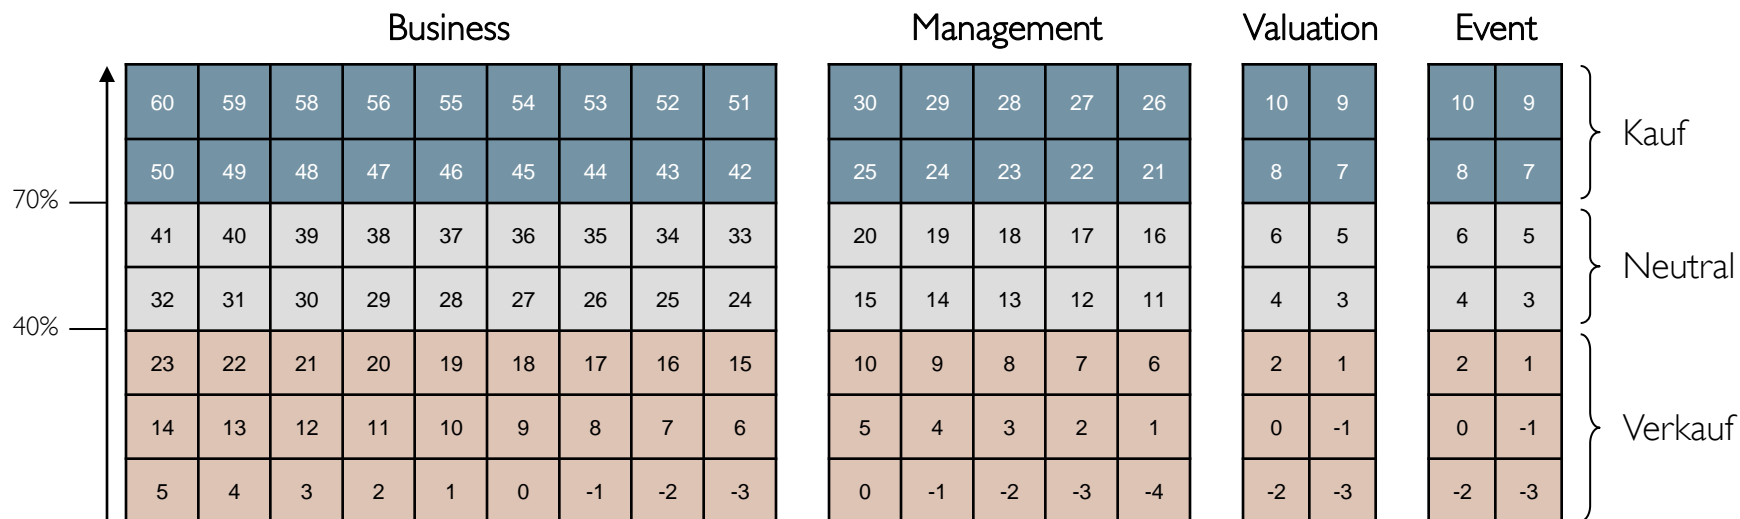 Business Management Valuation Event
60 59 58 56 55 54 53 52 51 30 29 28 27 26 10 9 10 9
Kauf
50 49 48 47 46 45 44 43 42 25 24 23 22 21 8 7 8 7
70%
41 40 39 38 37 36 35 34 33 20 19 18 17 16 6 5 6 5
Neutral
32 31 30 29 28 27 26 25 24 15 14 13 12 11 4 3 4 3
40%
23 22 21 20 19 18 17 16 15 10 9 8 7 6 2 1 2 1
14 13 12 11 10 9 8 7 6 5 4 3 2 1 0 -1 0 -1 Verkauf
5 4 3 2 1 0 -1 -2 -3 0 -1 -2 -3 -4 -2 -3 -2 -3